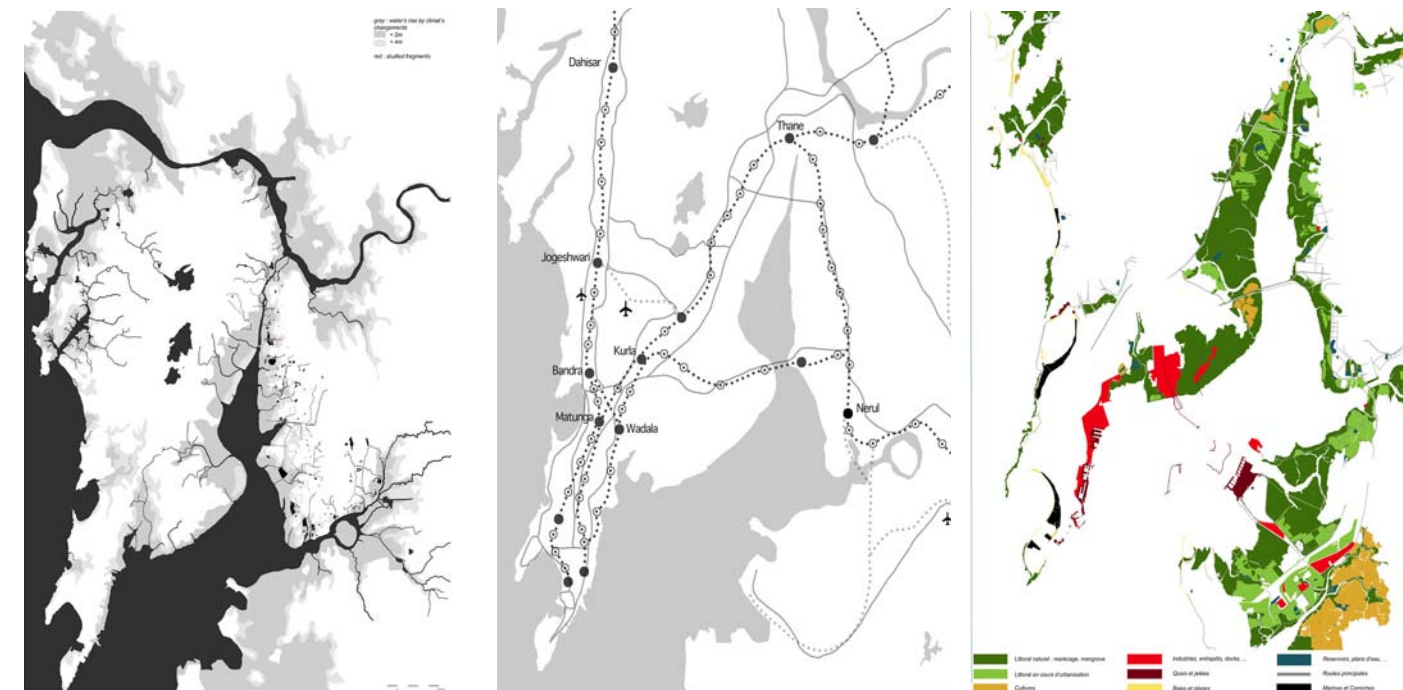 gray : water's rise by climat's
changements
+ 2m
+ 4m
red : studied fragments
Dahisar
Thane
Jogeshwari
Kurla
Bandra
Matunga
Wadala
Nerul
Littoral naturel : marécage, mangrove
Littoral en cours d'urbanisation
Cultures
Industries, entrepôts, docks, ...
Quais et jetées
Baies et plages
Reservoirs, plans d'eau, ...
Routes principales
Marines et Corniches